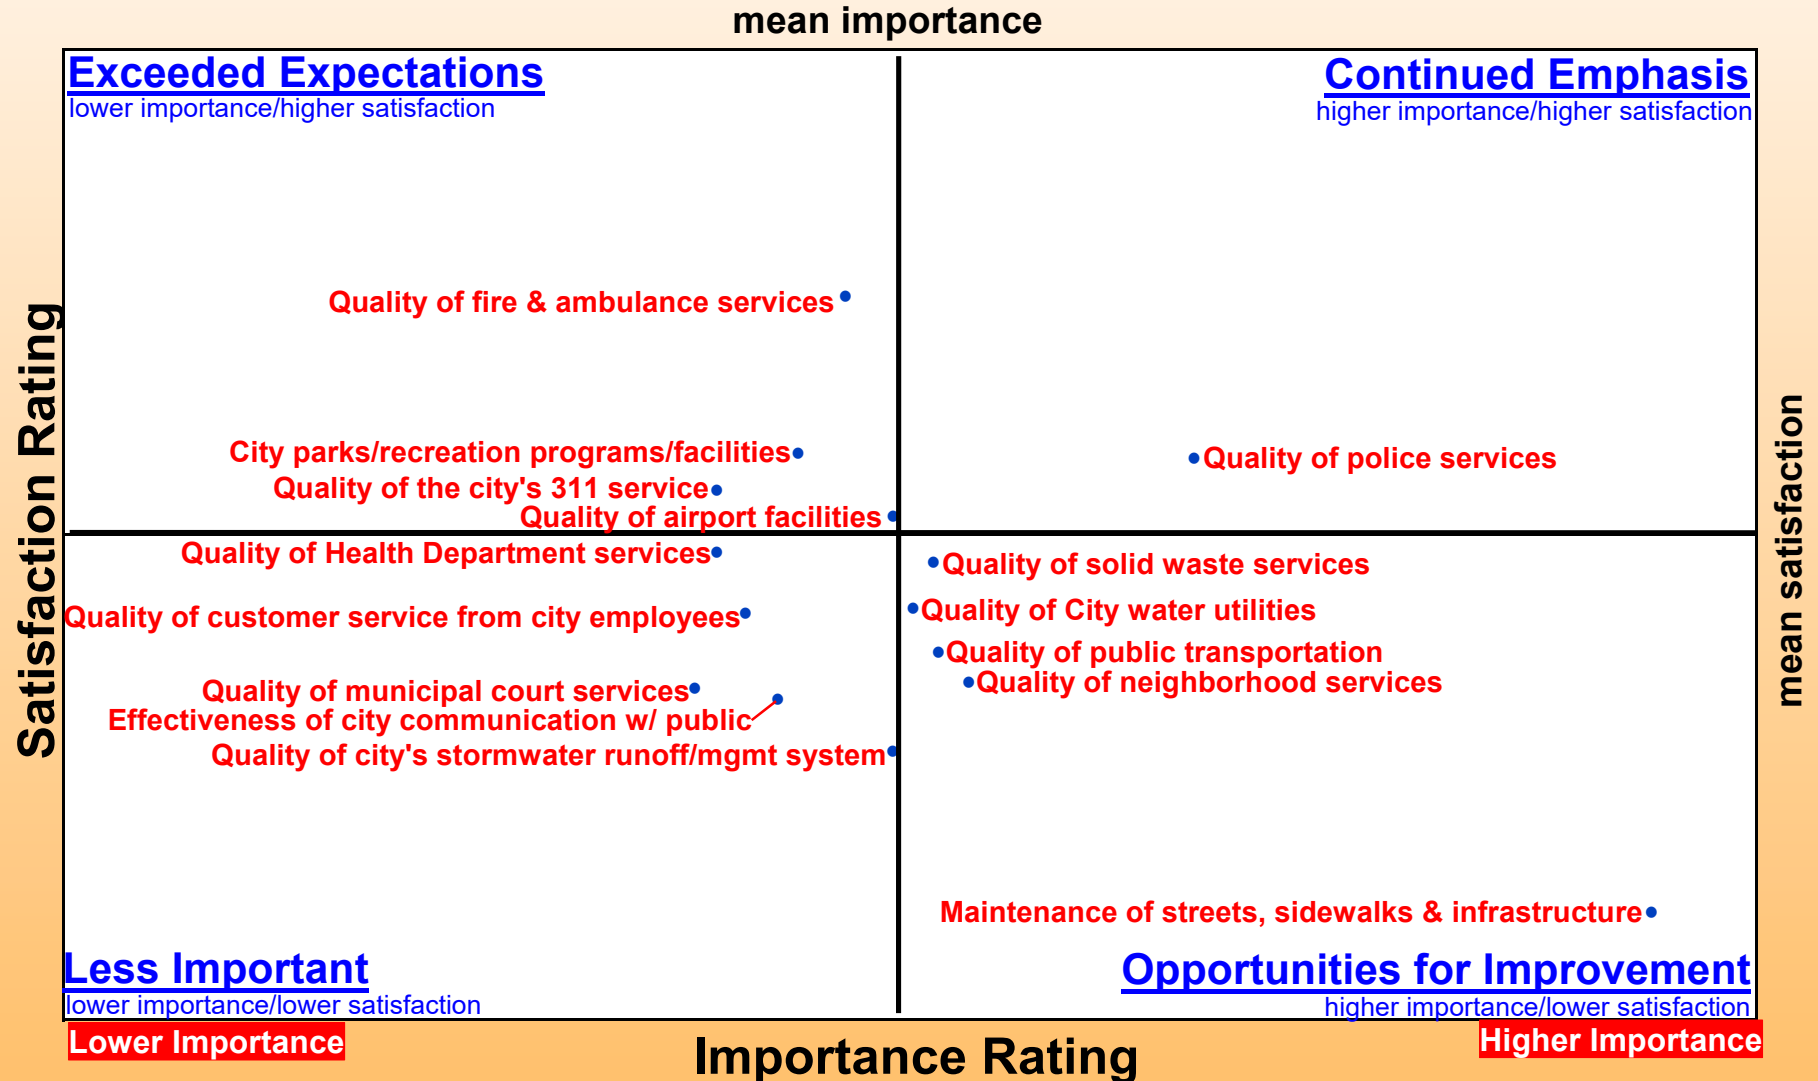 mean importance
Exceeded Expectations
lower importance/higher satisfaction
Continued Emphasis
higher importance/higher satisfaction
Quality of fire & ambulance services
City parks/recreation programs/facilities
Quality of the city's 311 service
Quality of airport facilities
Quality of police services
Satisfaction Rating
mean satisfaction
Quality of Health Department services
Quality of customer service from city employees
Quality of municipal court services
Effectiveness of city communication w/ public
Quality of city's stormwater runoff/mgmt system
Quality of solid waste services
Quality of City water utilities
Quality of public transportation
Quality of neighborhood services
Maintenance of streets, sidewalks & infrastructure
Less Important
lower importance/lower satisfaction
Opportunities for Improvement
higher importance/lower satisfaction
Lower Importance
Importance Rating
Higher Importance